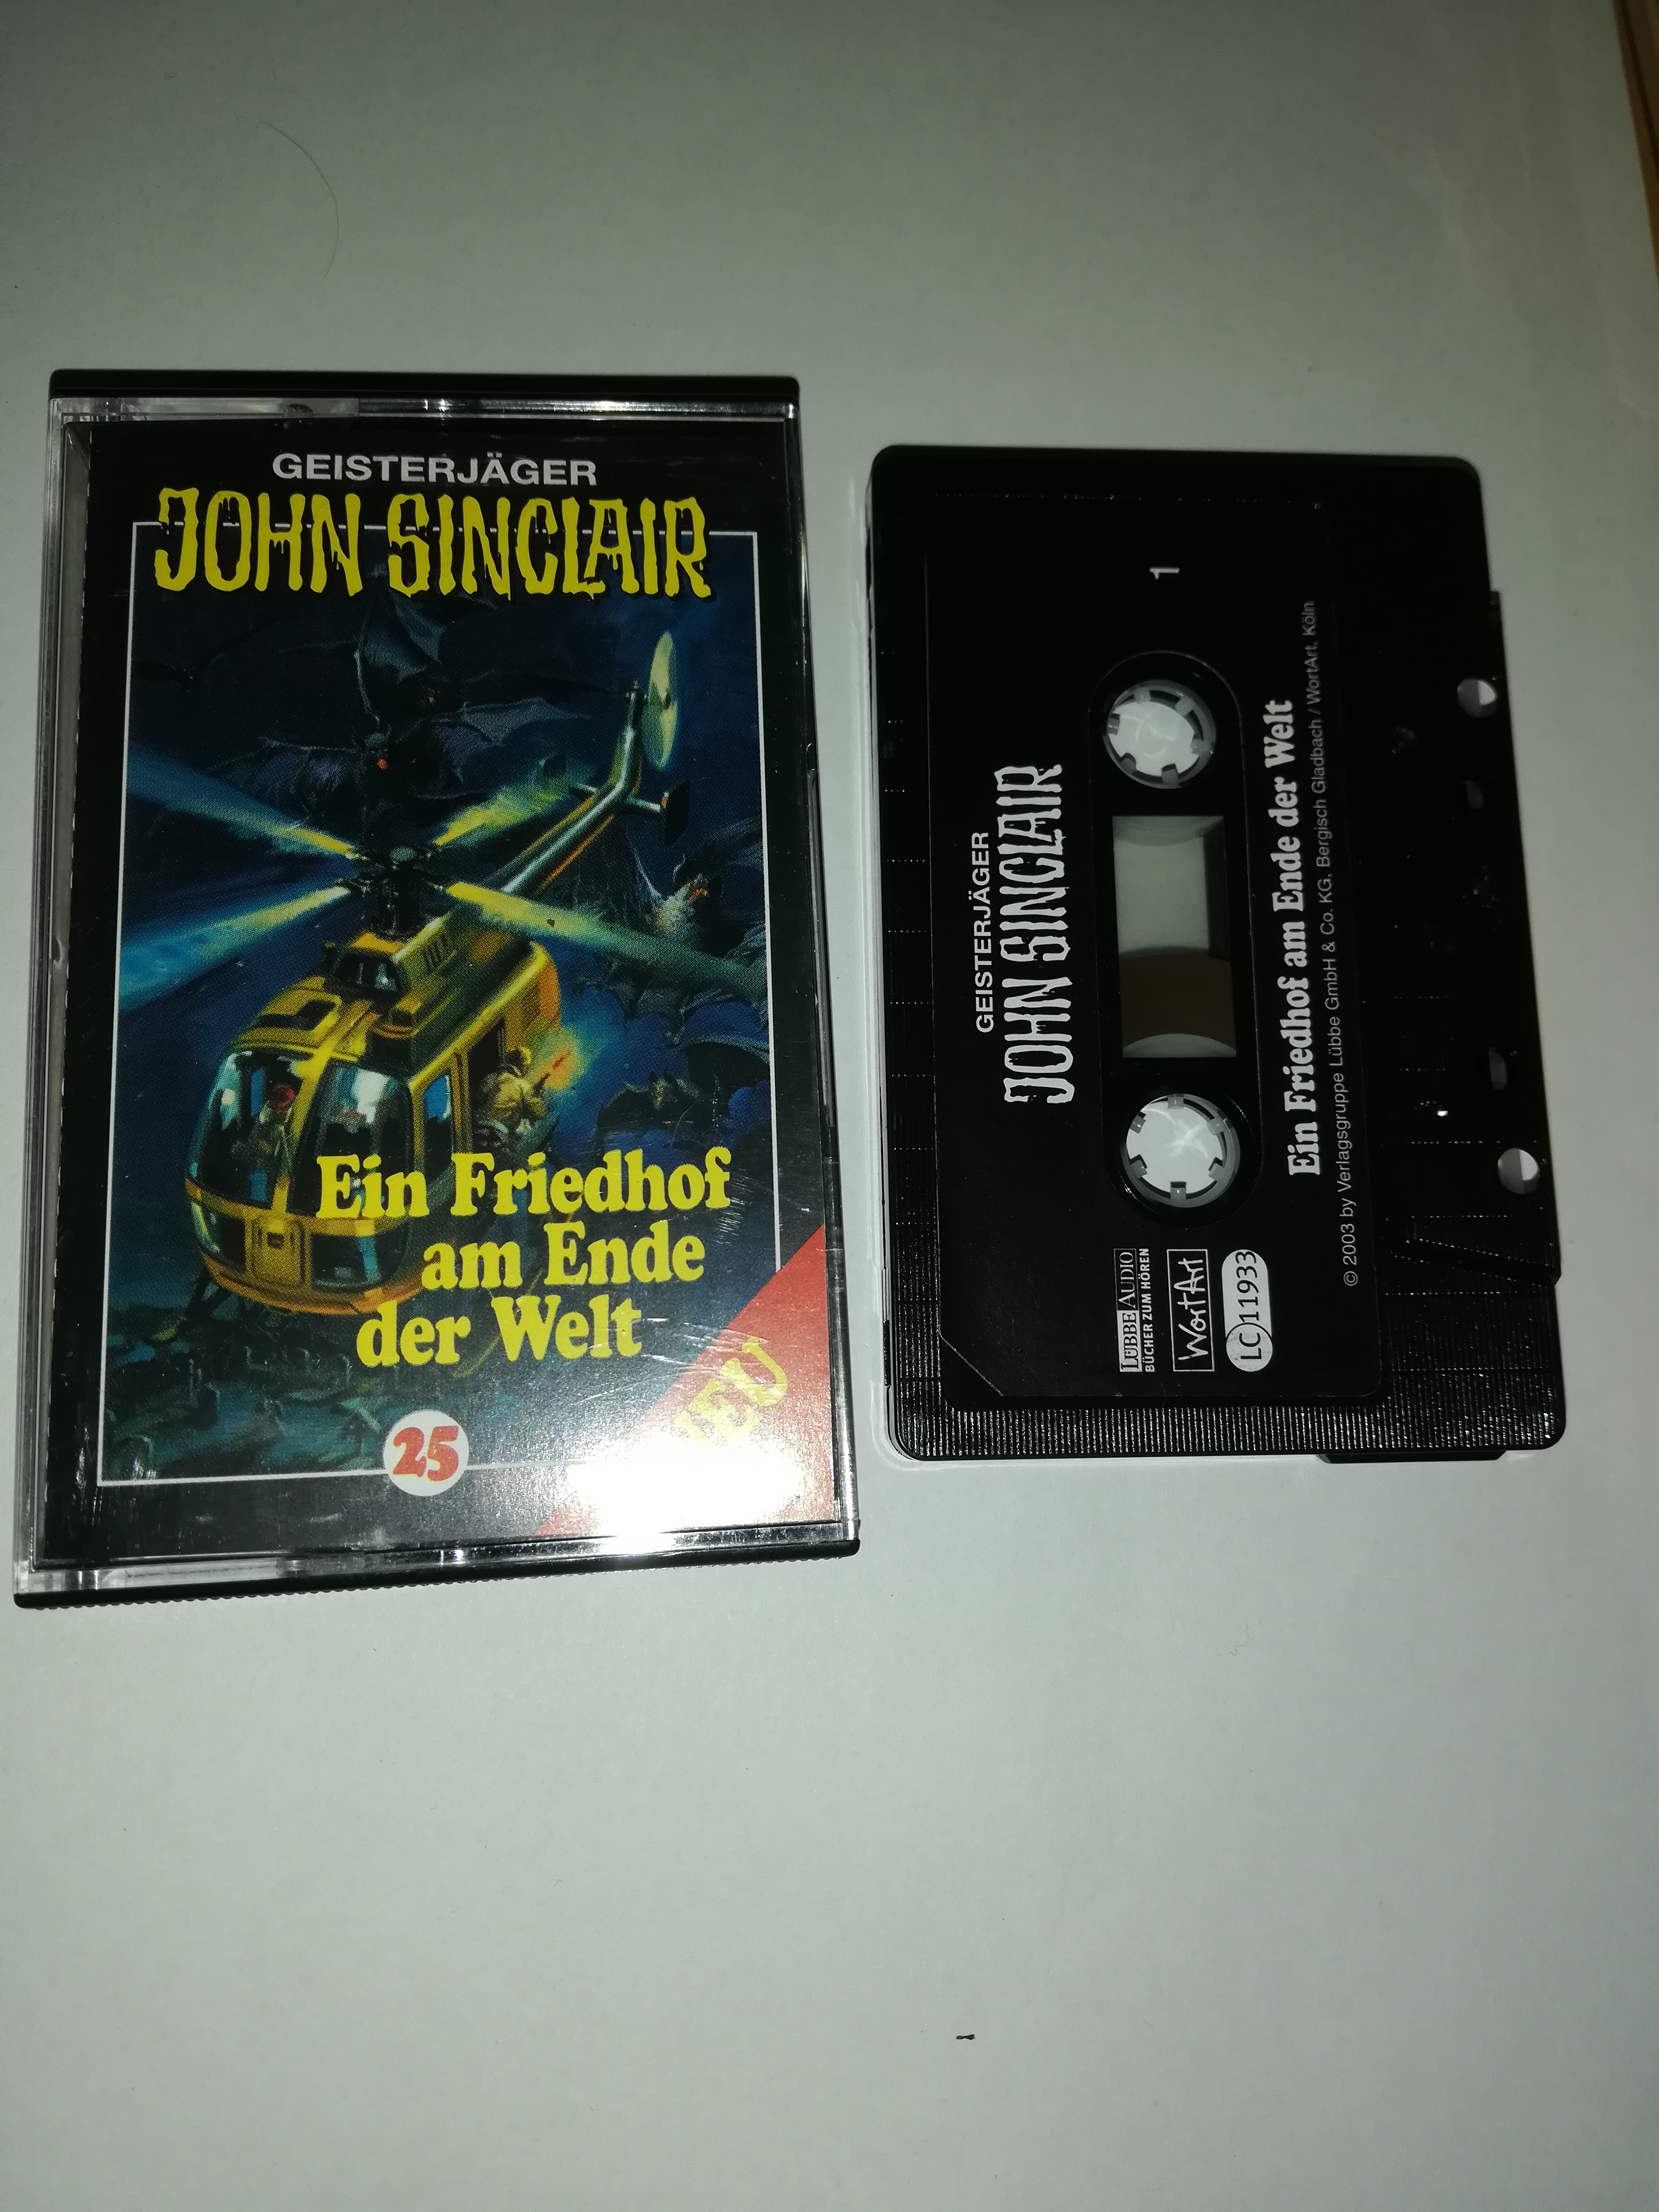 GEISTERJÄGER
JOHN SINCLAIR
Ein Friedhof
am Ende
der Welt
NEU
25
1
GEISTERJÄGER
JOHN SINCLAIR
Ein Friedhof am Ende der Welt
© 2003 by Verlagsgruppe Lübbe GmbH & Co. KG, Bergisch Gladbach / WortArt, Köln
LÜBBE AUDIO
BÜCHER ZUM HÖREN
WortArt
LC 11933